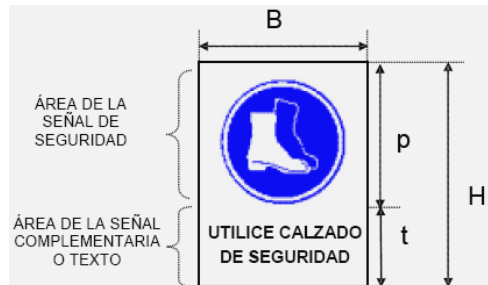 B
ÁREA DE LA
SEÑAL DE
SEGURIDAD
p
H
ÁREA DE LA SEÑAL
COMPLEMENTARIA
O TEXTO
UTILICE CALZADO
DE SEGURIDAD
t